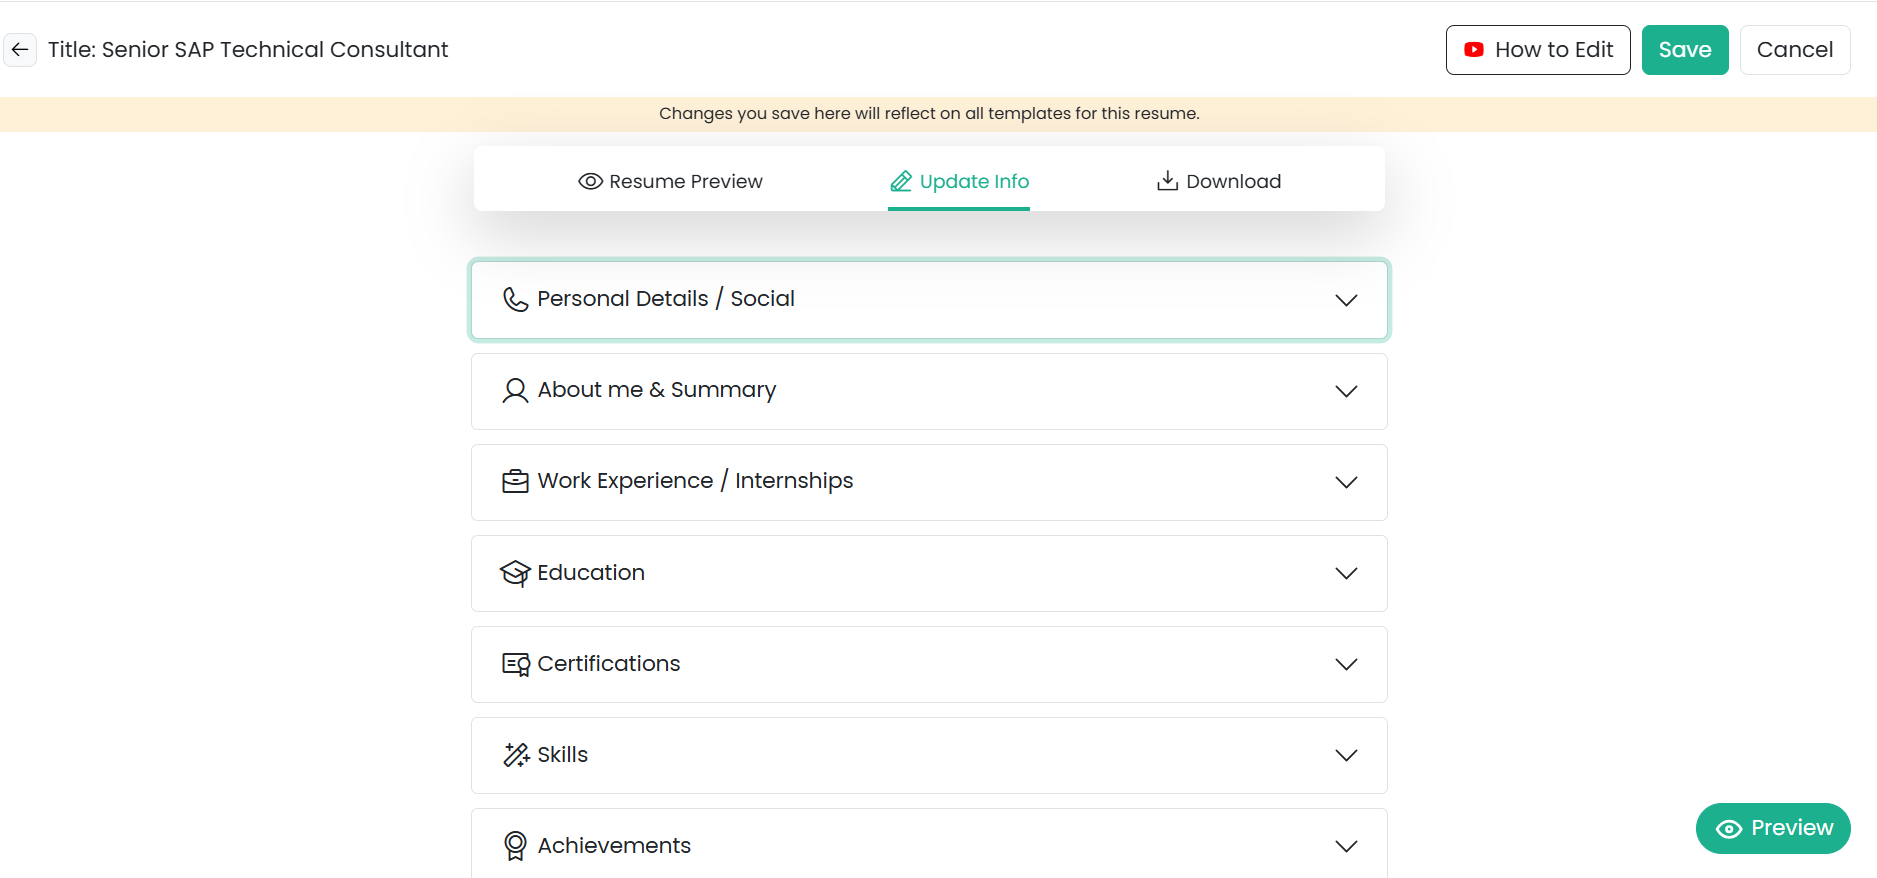 Title: Senior SAP Technical Consultant
How to Edit
Save
Cancel
Changes you save here will reflect on all templates for this resume.
Resume Preview
Update Info
Download
Personal Details / Social
About me & Summary
Work Experience / Internships
Education
Certifications
Skills
Achievements
Preview